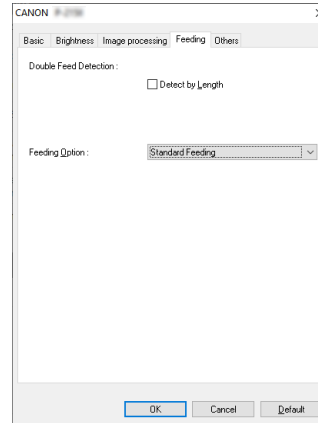 CANON
Basic Brightness Image processing Feeding Others
Double Feed Detection :
Detect by Length
Feeding Option : Standard Feeding
OK Cancel Default